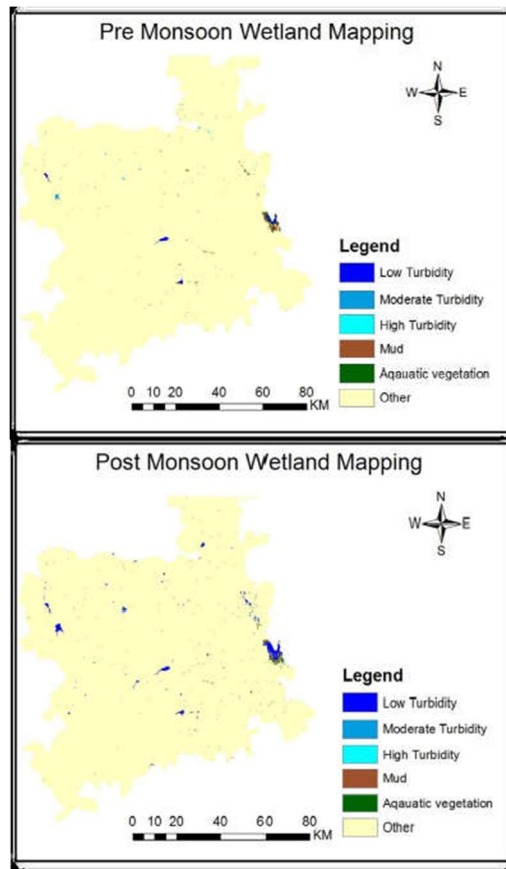 Pre Monsoon Wetland Mapping
N
W E
S
Legend
Low Turbidity
Moderate Turbidity
High Turbidity
Mud
Aqauatic vegetation
Other
0 10 20 40 60 80
KM
Post Monsoon Wetland Mapping
N
W E
S
Legend
Low Turbidity
Moderate Turbidity
High Turbidity
Mud
Aqauatic vegetation
Other
0 10 20 40 60 80
KM